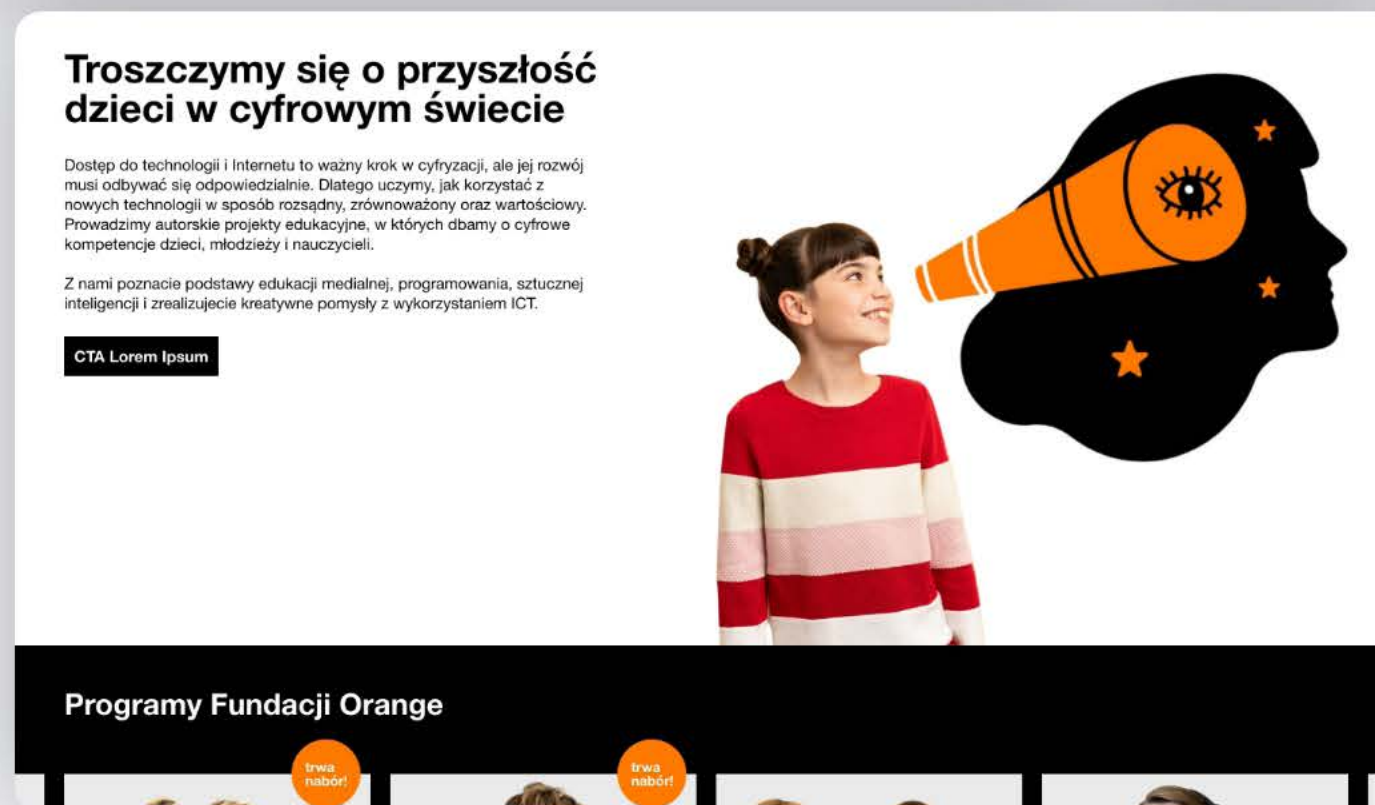 Troszczymy się o przyszłość
dzieci w cyfrowym świecie
Dostęp do technologii i Internetu to ważny krok w cyfryzacji, ale jej rozwój
musi odbywać się odpowiedzialnie. Dlatego uczymy, jak korzystać z
nowych technologii w sposób rozsądny, zrównoważony oraz wartościowy.
Prowadzimy autorskie projekty edukacyjne, w których dbamy o cyfrowe
kompetencje dzieci, młodzieży i nauczycieli.
Z nami poznacie podstawy edukacji medialnej, programowania, sztucznej
inteligencji i zrealizujecie kreatywne pomysły z wykorzystaniem ICT.
CTA Lorem Ipsum
Programy Fundacji Orange
trwa
nabór!
trwa
nabór!